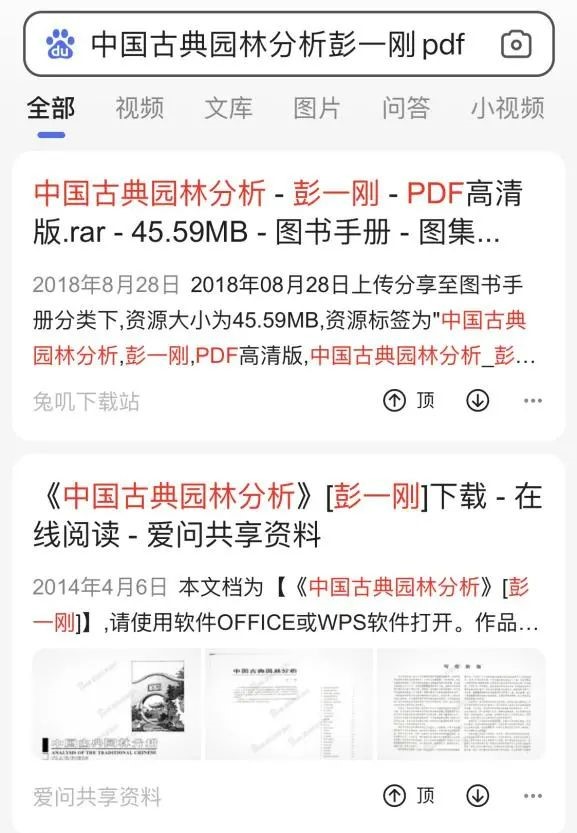 du 中国古典园林分析彭一刚pdf
全部 视频 文库 图片 问答 小视频
中国古典园林分析 - 彭一刚 - PDF高清
版.rar - 45.59MB - 图书手册 - 图集...
2018年8月28日 2018年08月28日上传分享至图书手
册分类下,资源大小为45.59MB,资源标签为"中国古典
园林分析,彭一刚,PDF高清版,中国古典园林分析_彭...
兔叽下载站 顶
《中国古典园林分析》[彭一刚]下载 - 在
线阅读 - 爱问共享资料
2014年4月6日 本文档为【《中国古典园林分析》[彭
一刚]】,请使用软件OFFICE或WPS软件打开。作品...
中国古典园林分析
ANALYSIS OF THE TRADITIONAL CHINESE
中国古典园林分析
爱问共享资料 顶